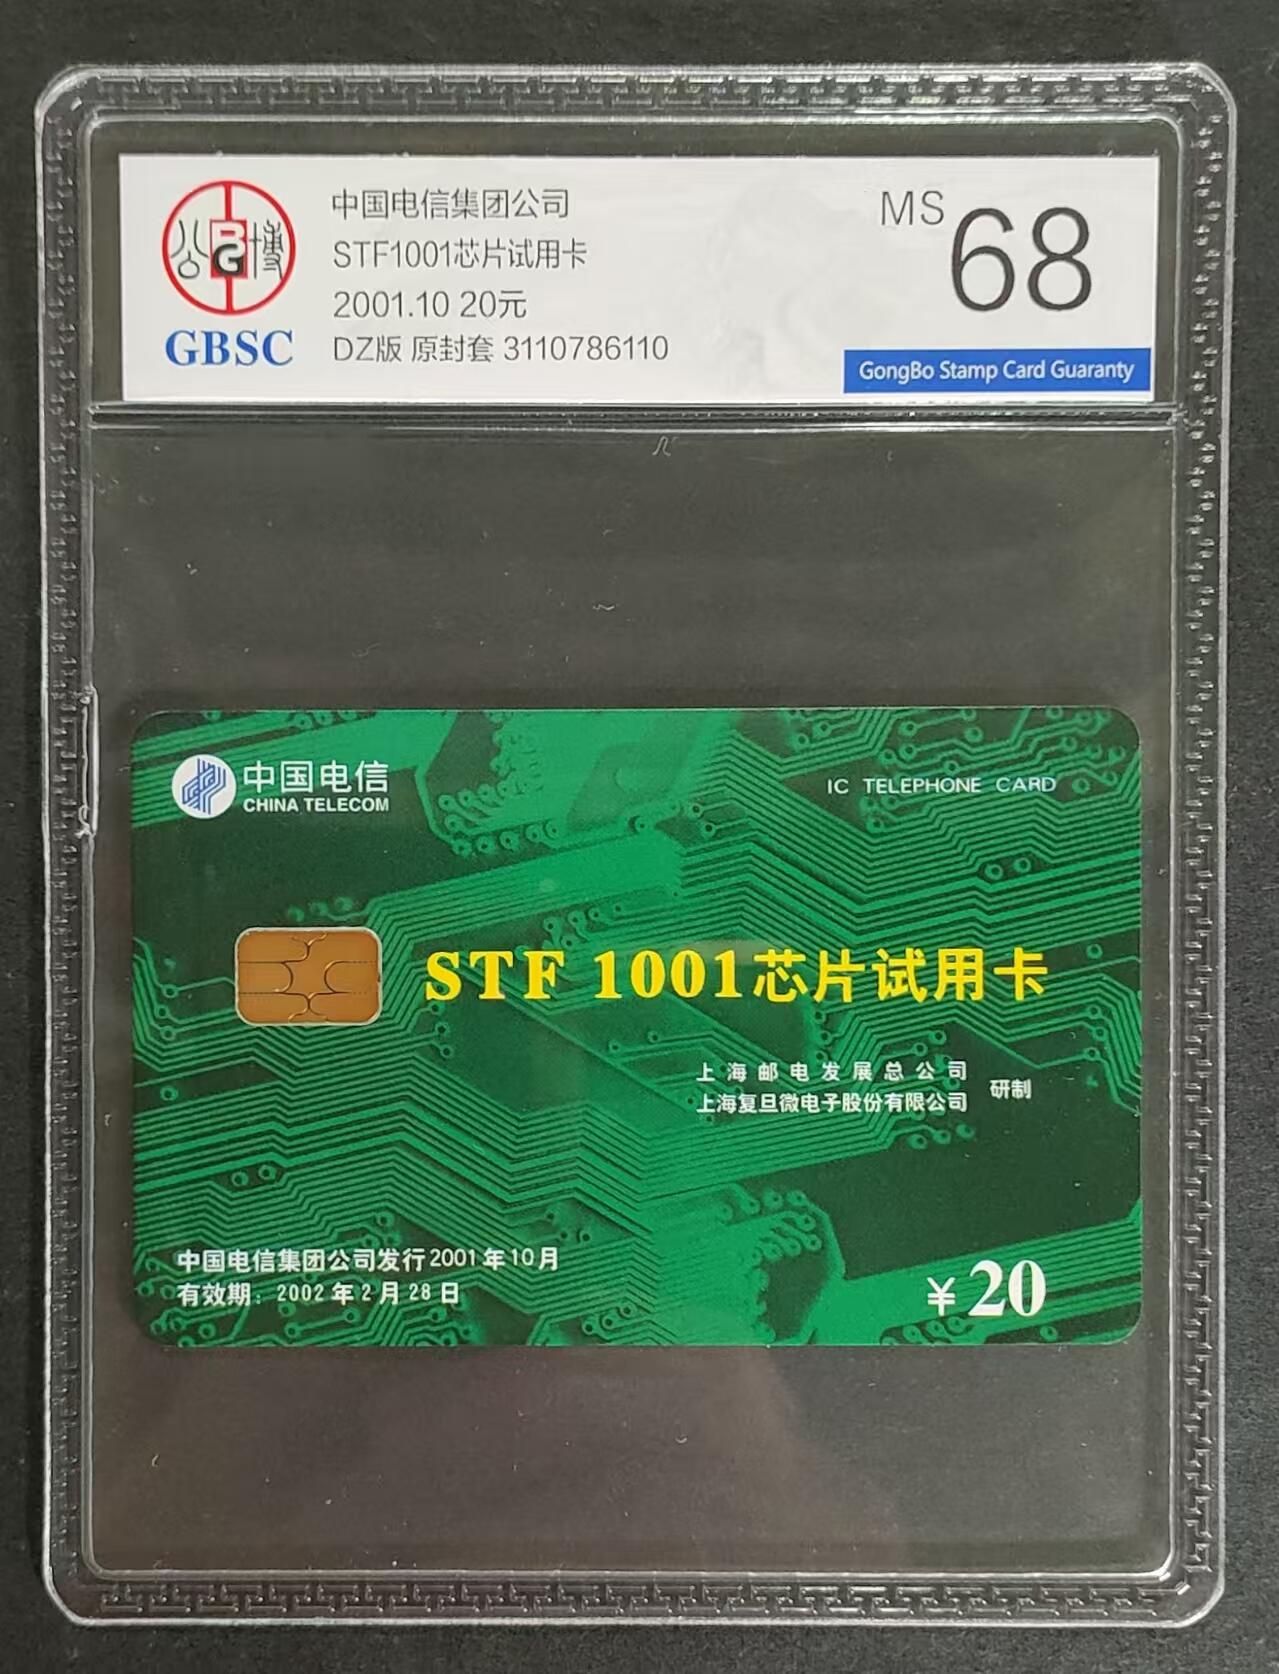 中国电信集团公司
STF1001芯片试用卡
2001.10 20元
DZ版 原封套 3110786110
MS 68
公 BG 博
GBSC
GongBo Stamp Card Guaranty
中国电信
CHINA TELECOM
IC TELEPHONE CARD
STF 1001芯片试用卡
上海邮电发展总公司
上海复旦微电子股份有限公司 研制
中国电信集团公司发行2001年10月
有效期：2002年2月28日
¥20